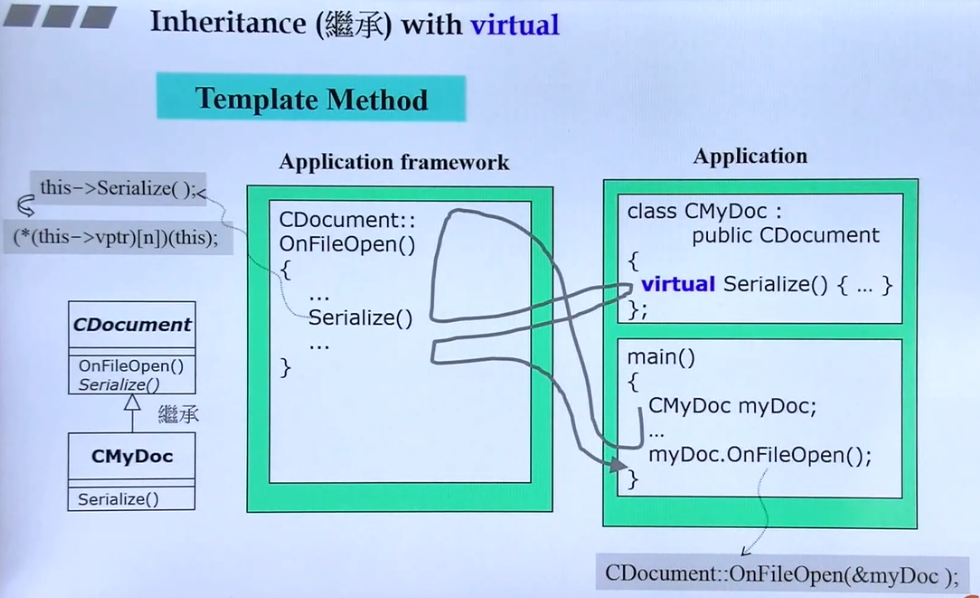 Inheritance (繼承) with virtual
Template Method
Application framework
Application
this->Serialize( );
(*(this->vptr)[n])(this);
CDocument::
OnFileOpen()
{
...
Serialize()
...
}
class CMyDoc :
public CDocument
{
virtual Serialize() { ... }
};
main()
{
CMyDoc myDoc;
...
myDoc.OnFileOpen();
}
CDocument
OnFileOpen()
Serialize()
繼承
CMyDoc
Serialize()
CDocument::OnFileOpen(&myDoc );